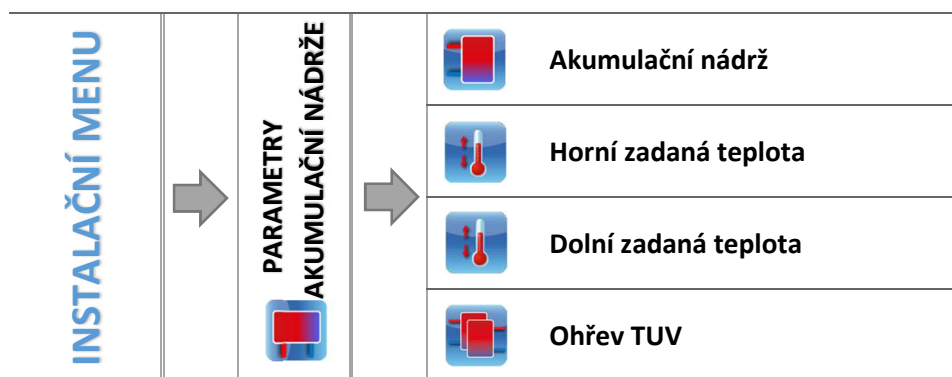 INSTALAČNÍ MENU
PARAMETRY
AKUMULAČNÍ NÁDRŽE
Akumulační nádrž
Horní zadaná teplota
Dolní zadaná teplota
Ohřev TUV